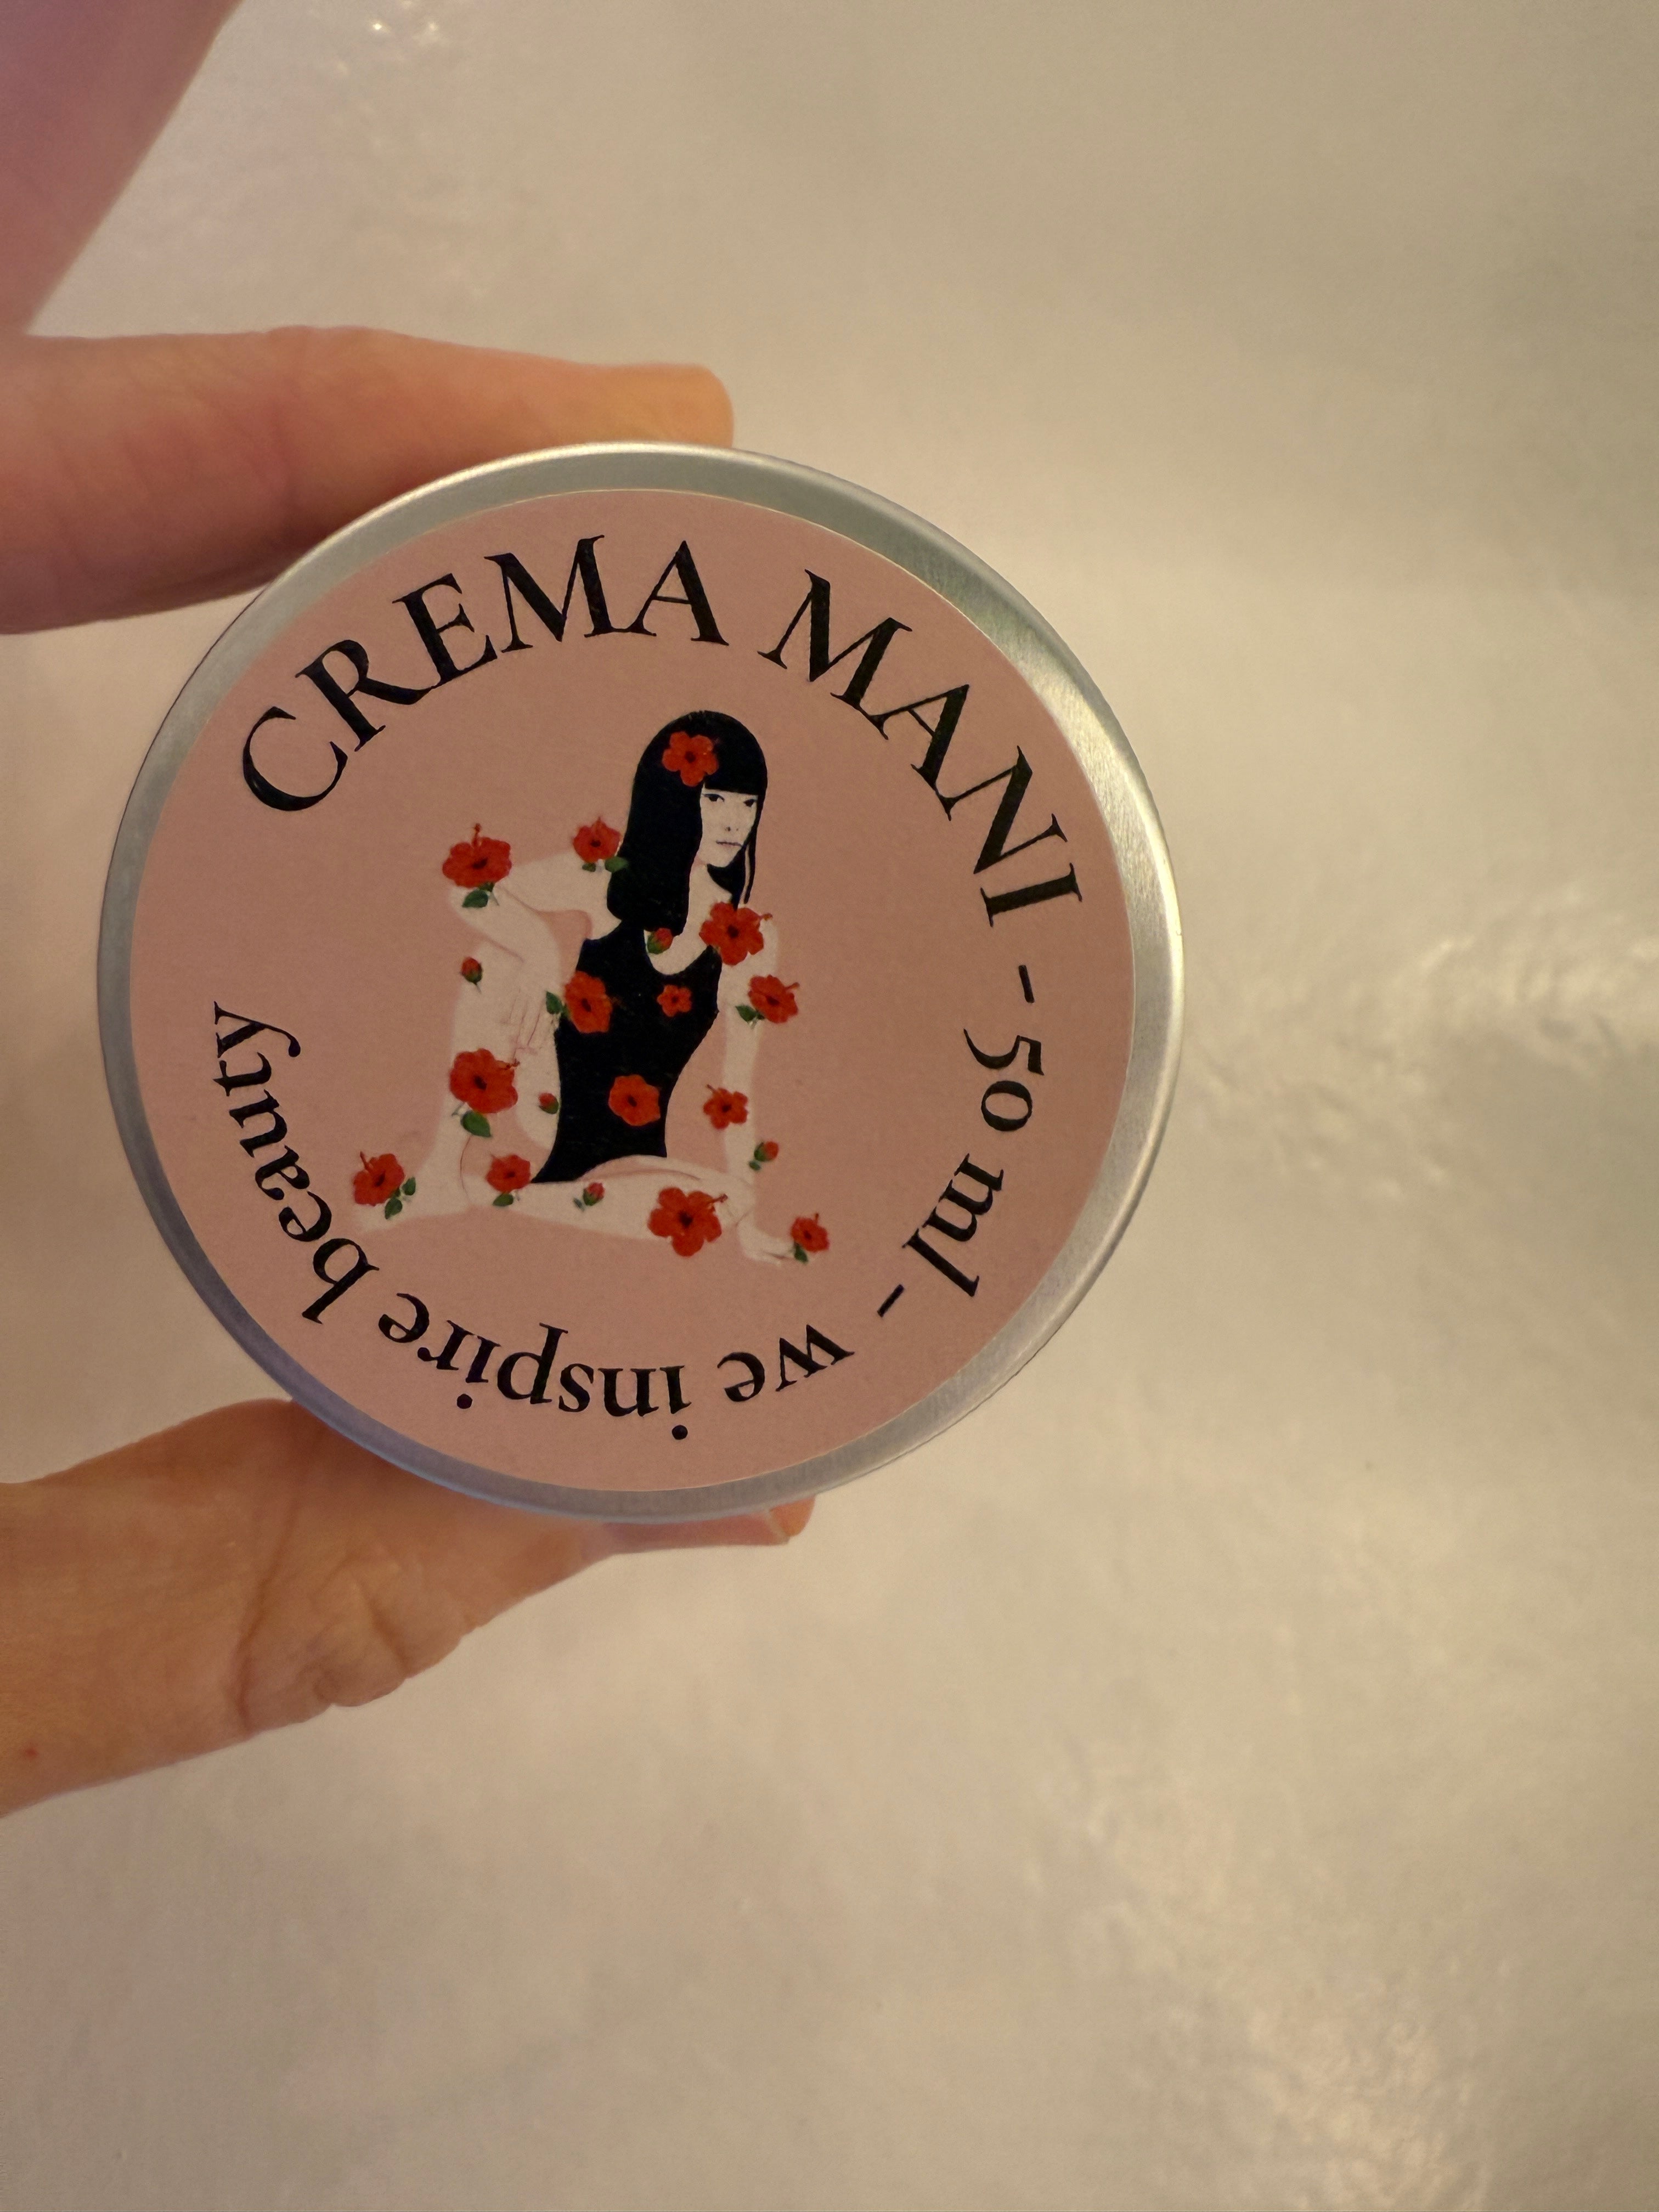 CREMA MANI - 50 ml - we inspire beauty